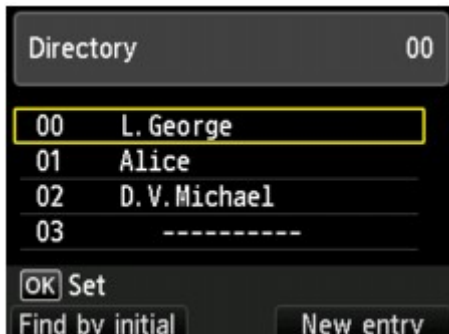 Directory 00
00 L.George
01 Alice
02 D.V.Michael
03 ----------
OK Set
Find by initial New entry